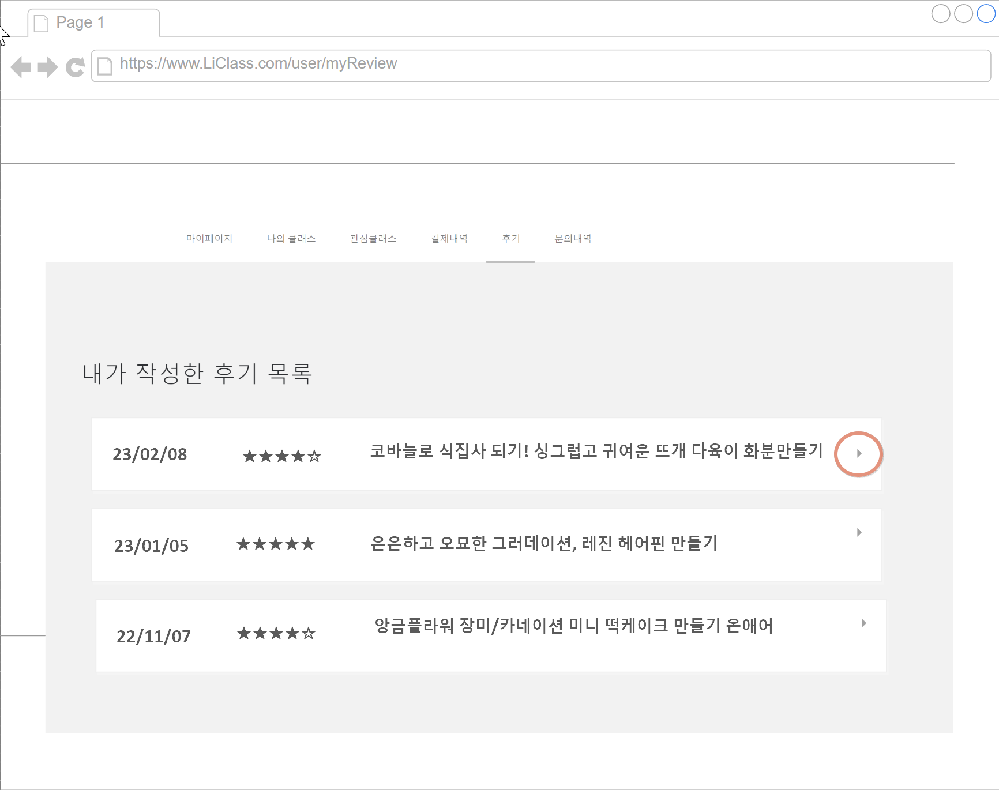 Page 1
https://www.LiClass.com/user/myReview
마이페이지 나의 클래스 관심클래스 결제내역 후기 문의내역
내가 작성한 후기 목록
23/02/08 ★★★★☆ 코바늘로 식집사 되기! 싱그럽고 귀여운 뜨개 다육이 화분만들기
23/01/05 ★★★★★ 은은하고 오묘한 그러데이션, 레진 헤어핀 만들기
22/11/07 ★★★★☆ 앙금플라워 장미/카네이션 미니 떡케이크 만들기 온애어